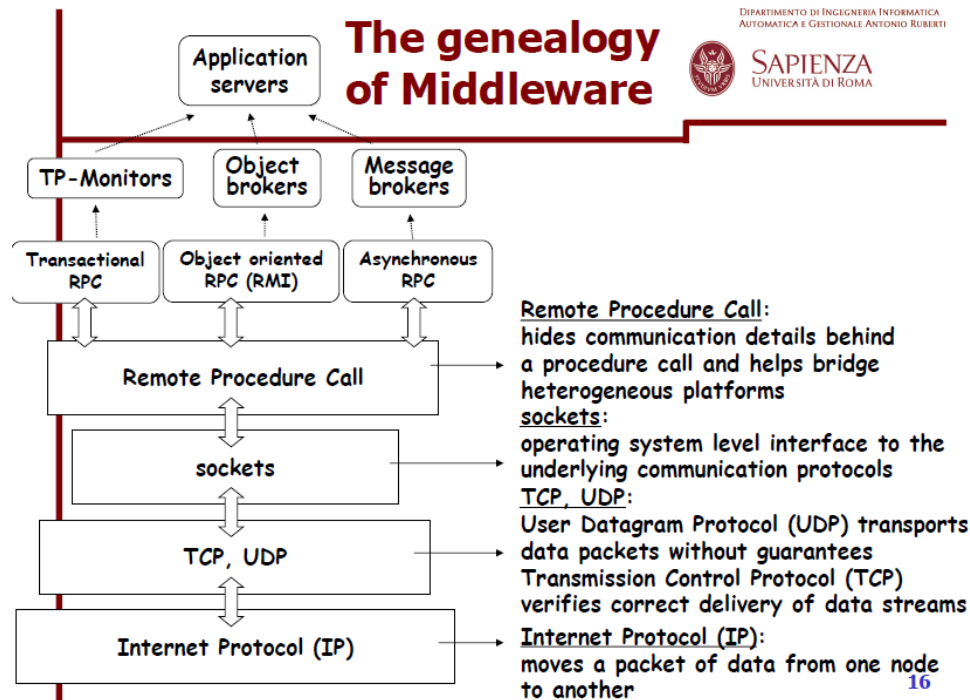 DIPARTIMENTO DI INGEGNERIA INFORMATICA
AUTOMATICA E GESTIONALE ANTONIO RUBERTI
SAPIENZA
UNIVERSITÀ DI ROMA
The genealogy
of Middleware
Application
servers
TP-Monitors
Object
brokers
Message
brokers
Transactional
RPC
Object oriented
RPC (RMI)
Asynchronous
RPC
Remote Procedure Call
sockets
TCP, UDP
Internet Protocol (IP)
Remote Procedure Call:
hides communication details behind
a procedure call and helps bridge
heterogeneous platforms
sockets:
operating system level interface to the
underlying communication protocols
TCP, UDP:
User Datagram Protocol (UDP) transports
data packets without guarantees
Transmission Control Protocol (TCP)
verifies correct delivery of data streams
Internet Protocol (IP):
moves a packet of data from one node
to another
16